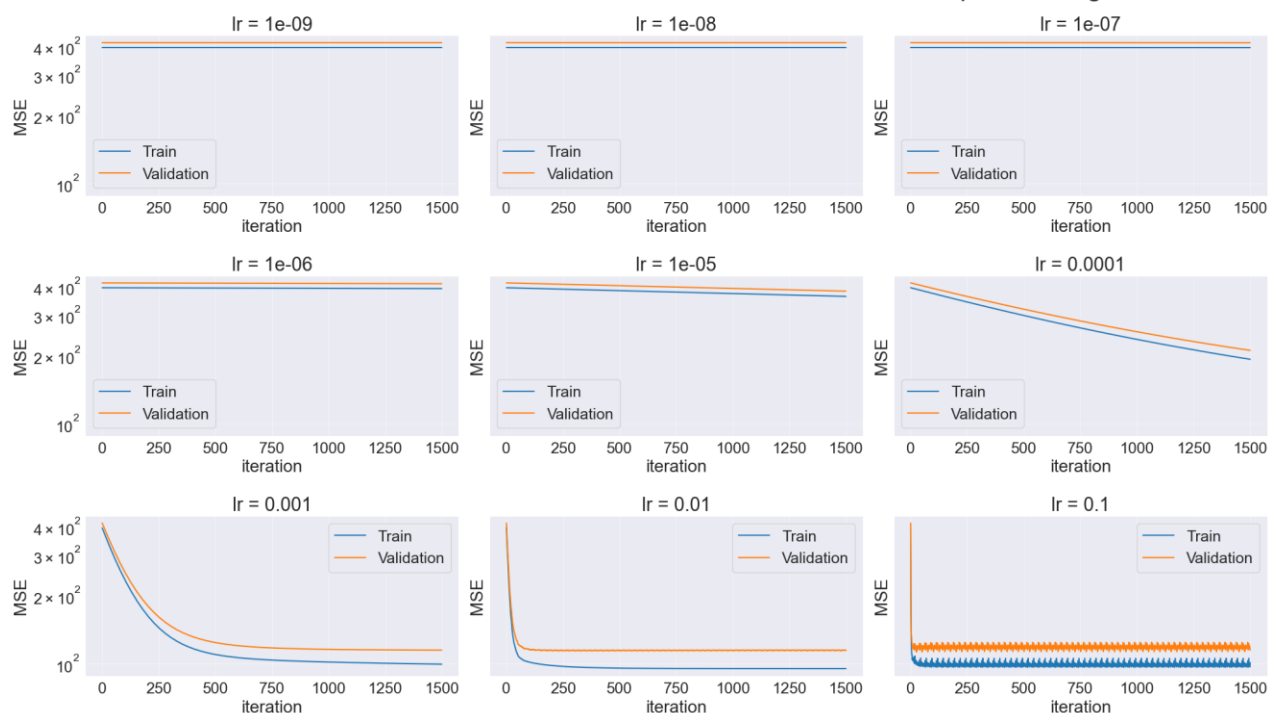 lr = 1e-09
lr = 1e-08
lr = 1e-07
4 × 10²
3 × 10²
2 × 10²
10²
MSE
MSE
MSE
Train
Validation
Train
Validation
Train
Validation
0 250 500 750 1000 1250 1500
0 250 500 750 1000 1250 1500
0 250 500 750 1000 1250 1500
iteration
iteration
iteration
lr = 1e-06
lr = 1e-05
lr = 0.0001
4 × 10²
3 × 10²
2 × 10²
10²
MSE
MSE
MSE
Train
Validation
Train
Validation
Train
Validation
0 250 500 750 1000 1250 1500
0 250 500 750 1000 1250 1500
0 250 500 750 1000 1250 1500
iteration
iteration
iteration
lr = 0.001
lr = 0.01
lr = 0.1
4 × 10²
3 × 10²
2 × 10²
10²
MSE
MSE
MSE
Train
Validation
Train
Validation
Train
Validation
0 250 500 750 1000 1250 1500
0 250 500 750 1000 1250 1500
0 250 500 750 1000 1250 1500
iteration
iteration
iteration